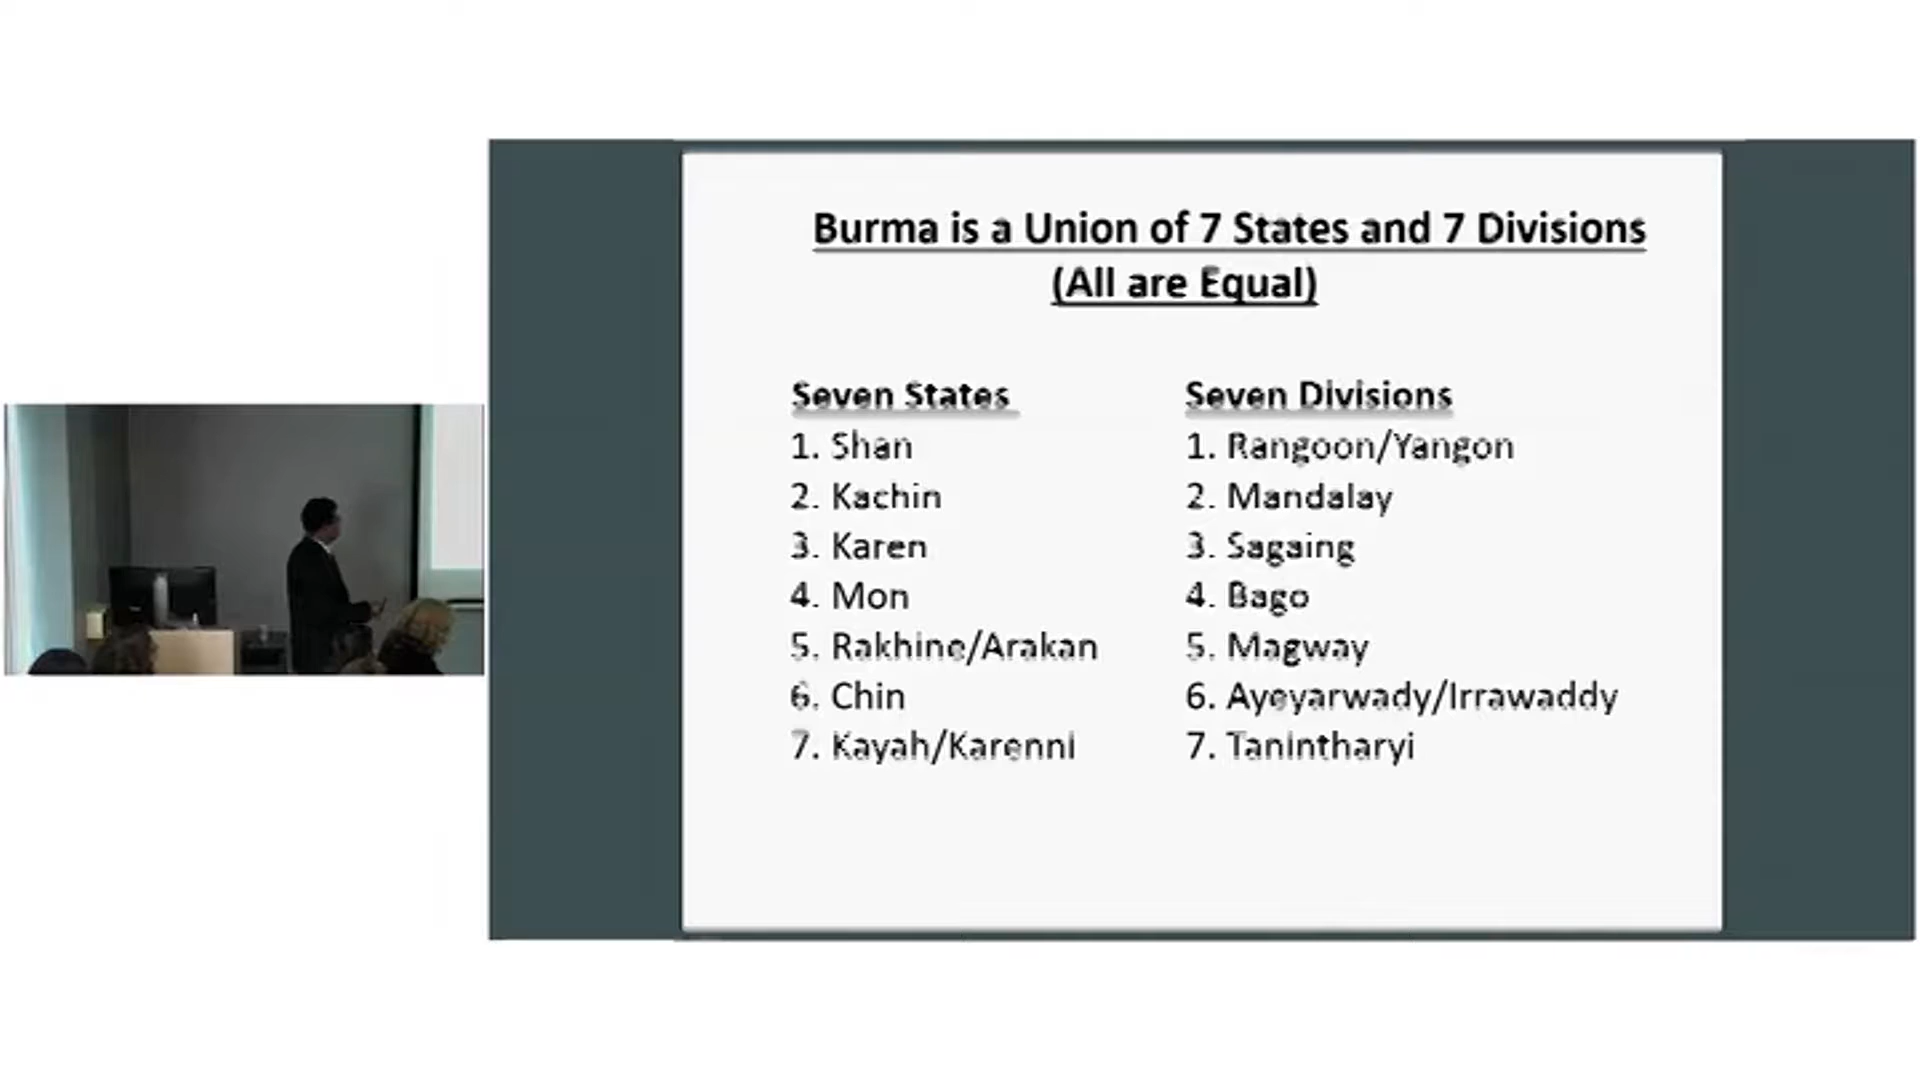 Burma is a Union of 7 States and 7 Divisions
(All are Equal)
Seven States
1. Shan
2. Kachin
3. Karen
4. Mon
5. Rakhine/Arakan
6. Chin
7. Kayah/Karenni
Seven Divisions
1. Rangoon/Yangon
2. Mandalay
3. Sagaing
4. Bago
5. Magway
6. Ayeyarwady/Irrawaddy
7. Tanintharyi